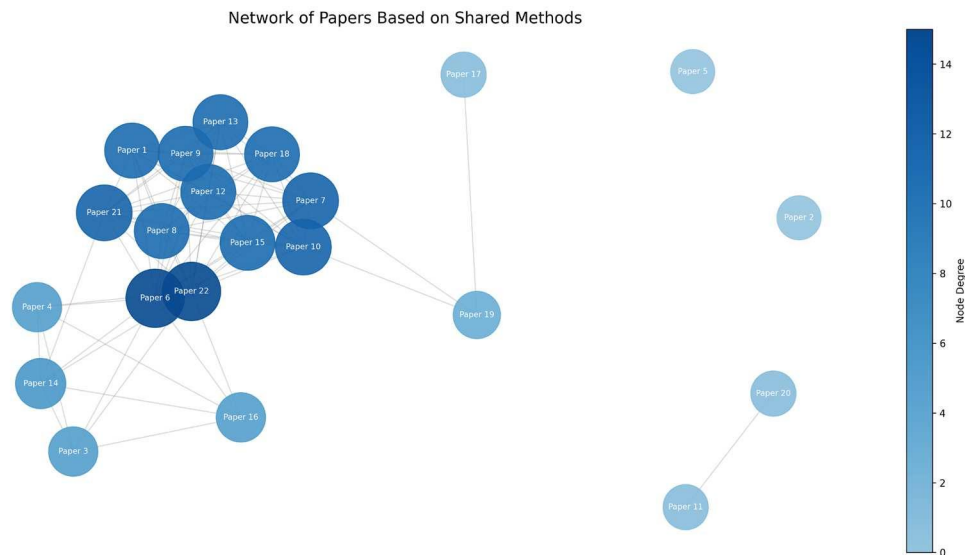 Network of Papers Based on Shared Methods
Paper 17
Paper 5
Paper 13
Paper 1
Paper 9
Paper 18
Paper 12
Paper 7
Paper 21
Paper 2
Paper 8
Paper 15
Paper 10
Paper 6
Paper 22
Paper 4
Paper 19
Paper 14
Paper 20
Paper 16
Paper 3
Paper 11
14
12
10
8
6
4
2
0
Node Degree